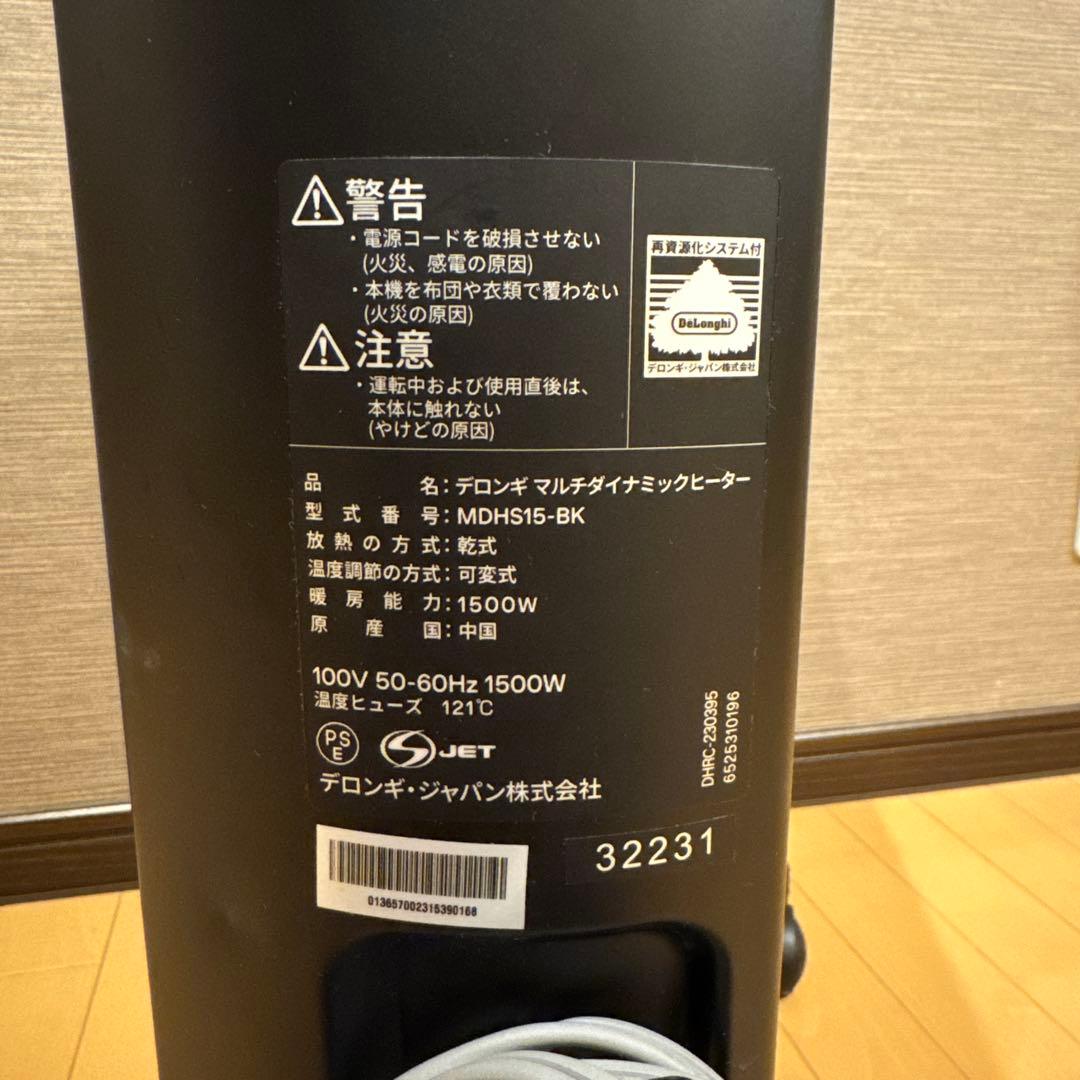 警告
・電源コードを破損させない
(火災、感電の原因)
・本機を布団や衣類で覆わない
(火災の原因)
注意
・運転中および使用直後は、
本体に触れない
(やけどの原因)
再資源化システム付
DeLonghi
デロンギ・ジャパン株式会社
品名：デロンギ マルチダイナミックヒーター
型式番号：MDHS15-BK
放熱の方式：乾式
温度調節の方式：可変式
暖房能力：1500W
原産国：中国
100V 50-60Hz 1500W
温度ヒューズ 121℃
PSE
S JET
デロンギ・ジャパン株式会社
DHRC-230395
6525310196
32231
013657002315390168